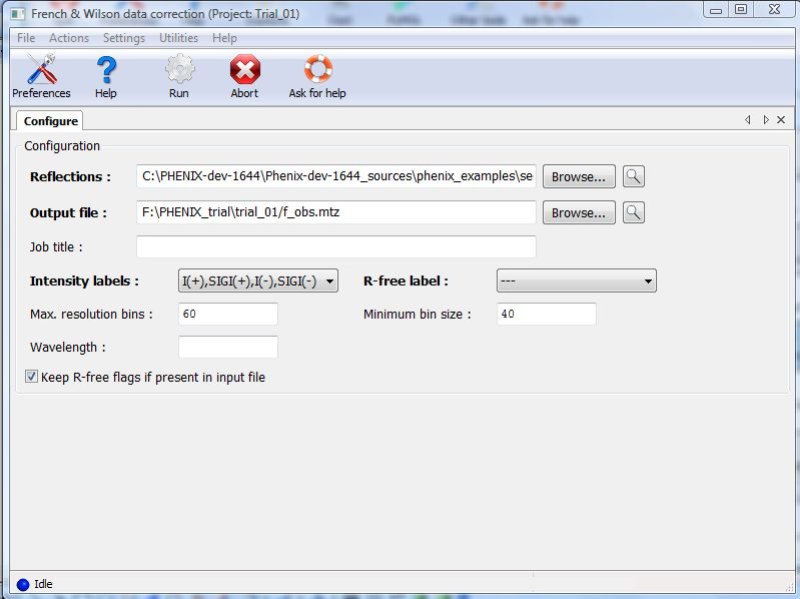 French & Wilson data correction (Project: Trial_01)
File Actions Settings Utilities Help
Preferences Help Run Abort Ask for help
Configure
Configuration
Reflections : C:\PHENIX-dev-1644\Phenix-dev-1644_sources\phenix_examples\se Browse...
Output file : F:\PHENIX_trial\trial_01/f_obs.mtz Browse...
Job title :
Intensity labels : I(+),SIGI(+),I(-),SIGI(-) R-free label : ---
Max. resolution bins : 60 Minimum bin size : 40
Wavelength :
Keep R-free flags if present in input file
Idle